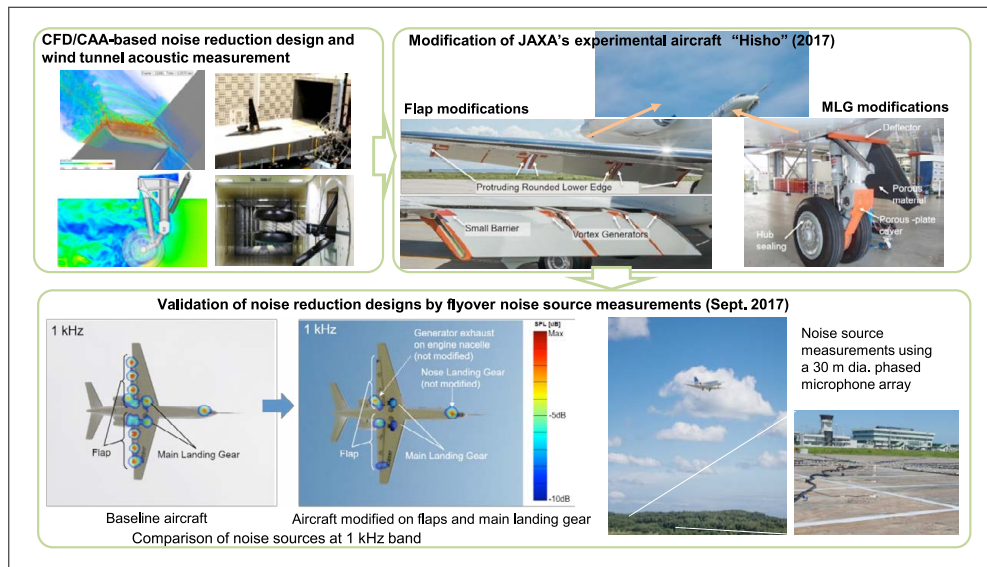 CFD/CAA-based noise reduction design and
wind tunnel acoustic measurement
Modification of JAXA's experimental aircraft "Hisho" (2017)
Flap modifications
MLG modifications
Deflector
Protruding Rounded Lower Edge
Porous
material
Small Barrier
Vortex Generators
Hub
sealing
Porous -plate
cover
Validation of noise reduction designs by flyover noise source measurements (Sept. 2017)
1 kHz
Flap
Main Landing Gear
Baseline aircraft
1 kHz
Generator exhaust
on engine nacelle
(not modified)
Nose Landing Gear
(not modified)
Flap
Main Landing Gear
SPL [dB]
Max
-5dB
-10dB
Aircraft modified on flaps and main landing gear
Comparison of noise sources at 1 kHz band
Noise source
measurements using
a 30 m dia. phased
microphone array